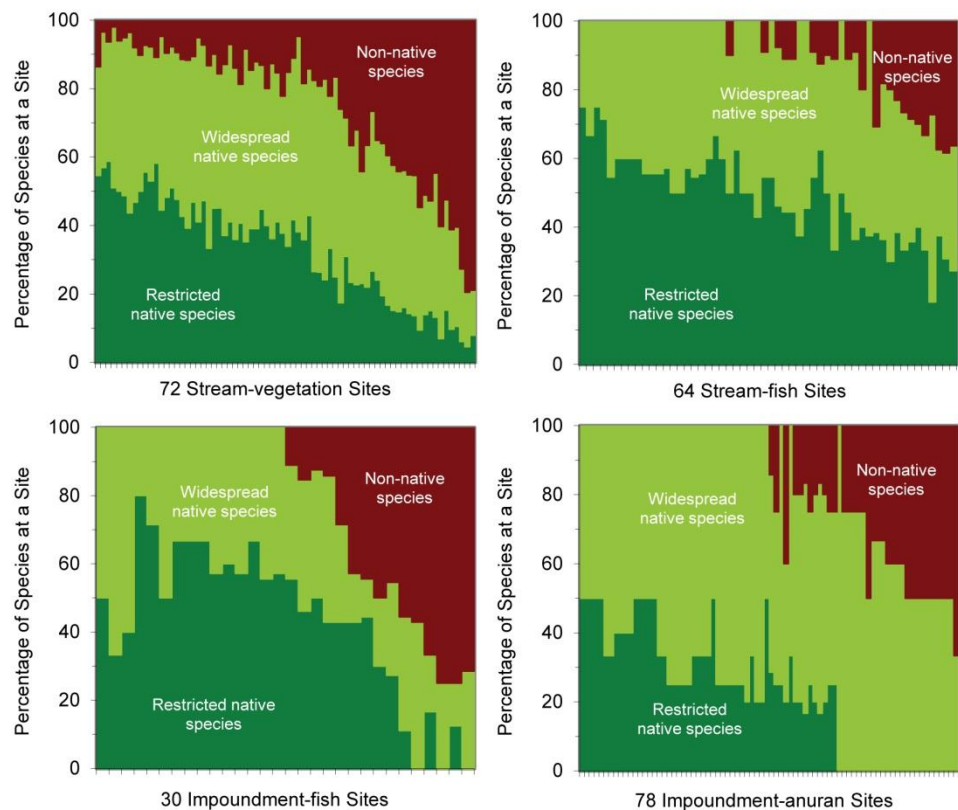 Percentage of Species at a Site
100
80
60
40
20
0
Non-native
species
Widespread
native species
Restricted
native species
72 Stream-vegetation Sites
Percentage of Species at a Site
100
80
60
40
20
0
Non-native
species
Widespread
native species
Restricted
native species
64 Stream-fish Sites
Percentage of Species at a Site
100
80
60
40
20
0
Non-native
species
Widespread
native species
Restricted native
species
30 Impoundment-fish Sites
Percentage of Species at a Site
100
80
60
40
20
0
Non-native
species
Widespread
native species
Restricted
native species
78 Impoundment-anuran Sites